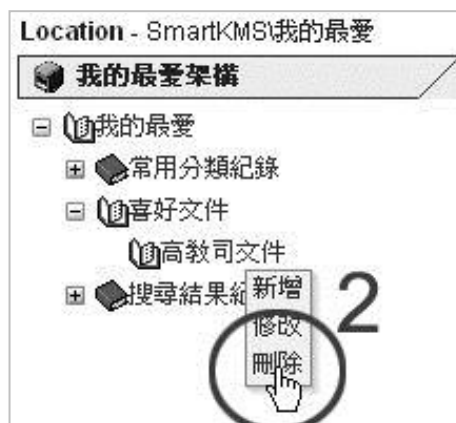 Location - SmartKMS\我的最愛
我的最愛架構
我的最愛
常用分類紀錄
喜好文件
高教司文件
搜尋結果紀
新增
修改
刪除
2